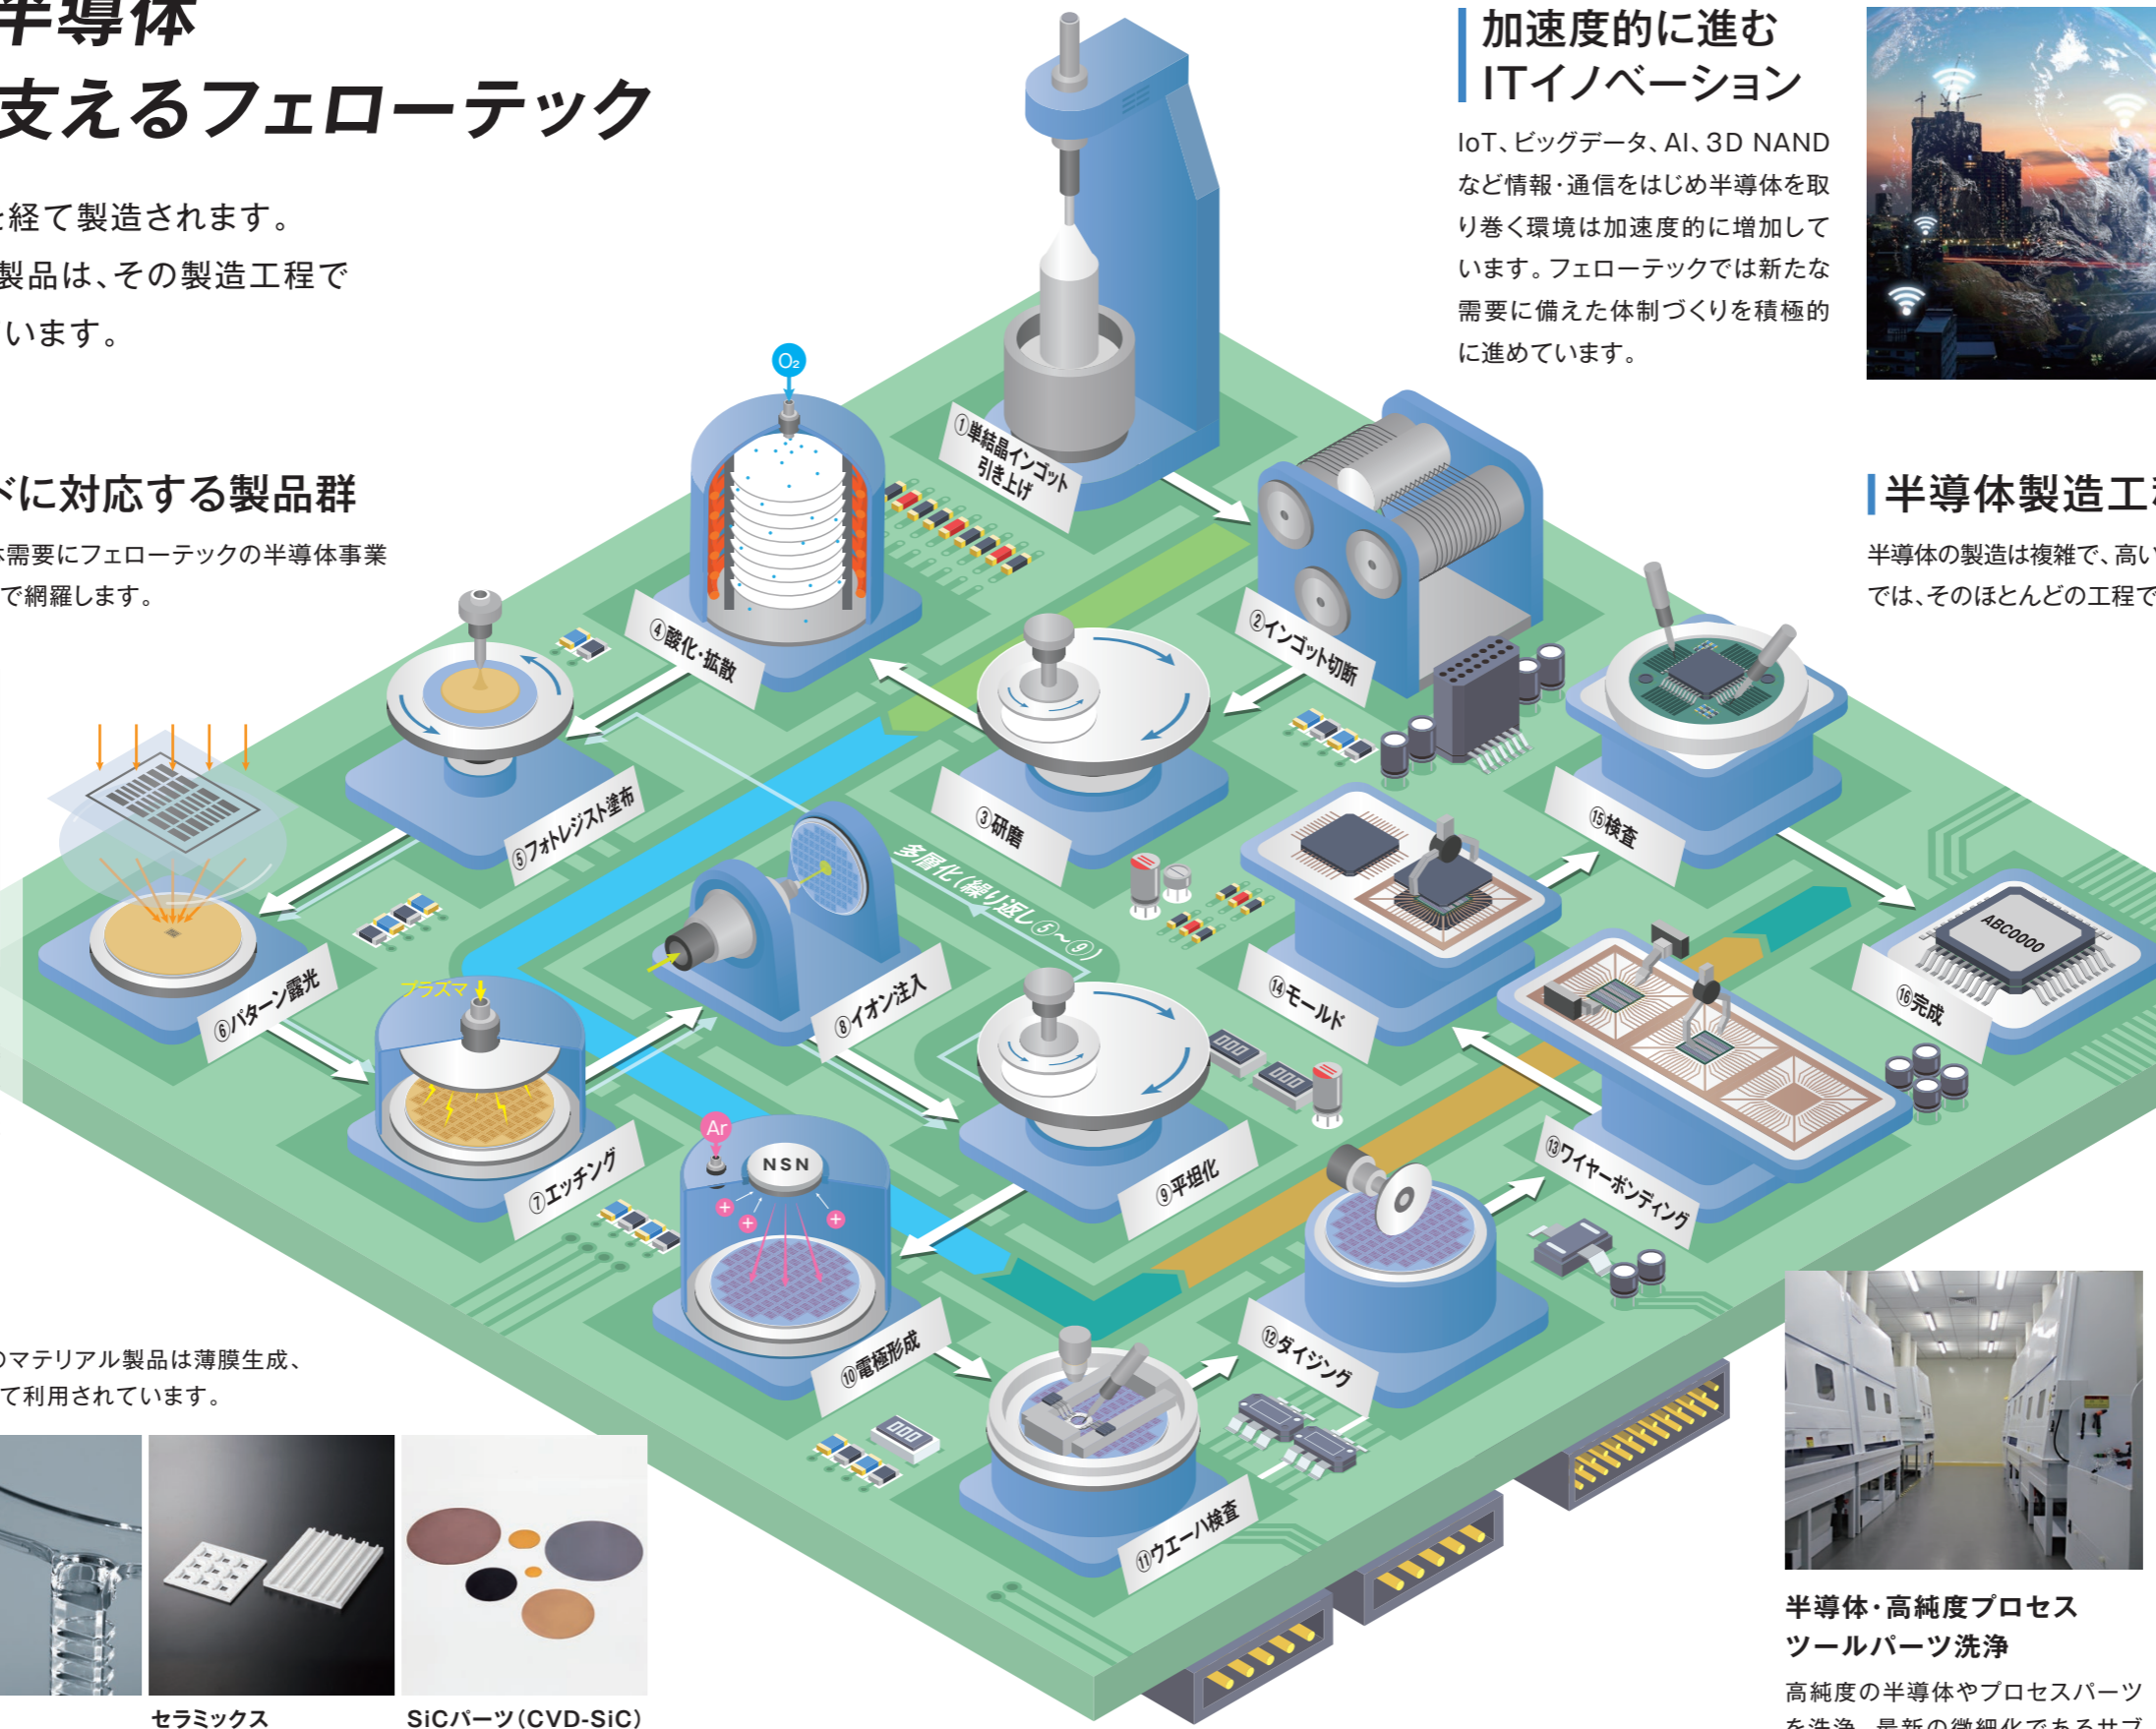 半導体
支えるフェローテック
経て製造されます。
製品は、その製造工程で
います。
加速度的に進む
ITイノベーション
IoT、ビッグデータ、AI、3D NAND
など情報・通信をはじめ半導体を取
り巻く環境は加速度的に増加して
います。フェローテックでは新たな
需要に備えた体制づくりを積極的
に進めています。
ドに対応する製品群
需要にフェローテックの半導体事業
で網羅します。
半導体製造工程
半導体の製造は複雑で、高い
では、そのほとんどの工程で
O₂
①単結晶インゴット
引き上げ
②インゴット切断
③研磨
④酸化・拡散
⑤フォトレジスト塗布
⑥パターン露光
プラズマ
⑦エッチング
⑧イオン注入
多層化(繰り返し⑤～⑨)
⑨平坦化
Ar
NSN
+
+
+
⑩電極形成
⑪ウエーハ検査
⑫ダイジング
⑬ワイヤーボンディング
⑭モールド
⑮検査
ABC0000
⑯完成
000
000
000
のマテリアル製品は薄膜生成、
て利用されています。
セラミックス
SiCパーツ(CVD-SiC)
半導体・高純度プロセス
ツールパーツ洗浄
高純度の半導体やプロセスパーツ
を洗浄。最新の微細化であるサブ